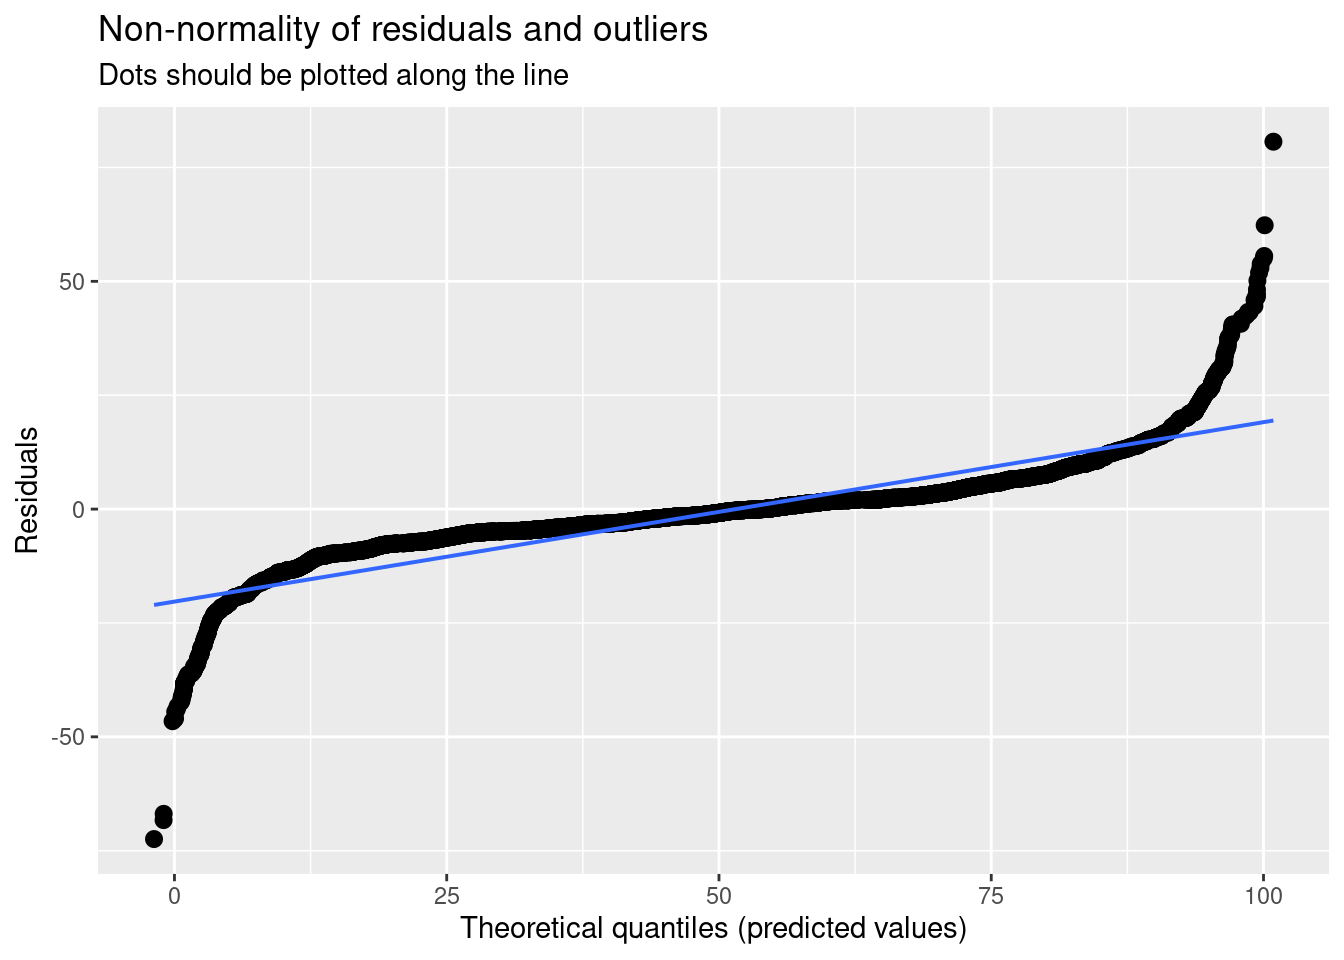 Non-normality of residuals and outliers
Dots should be plotted along the line
50
0
-50
Residuals
0 25 50 75 100
Theoretical quantiles (predicted values)